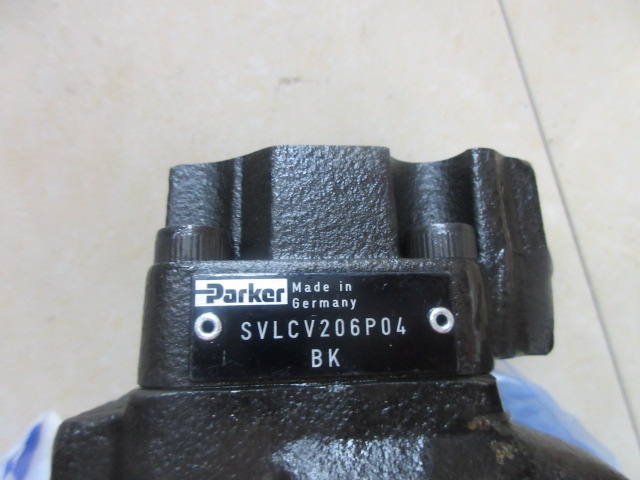 Parker Made in
Germany
SVLCV206P04
BK